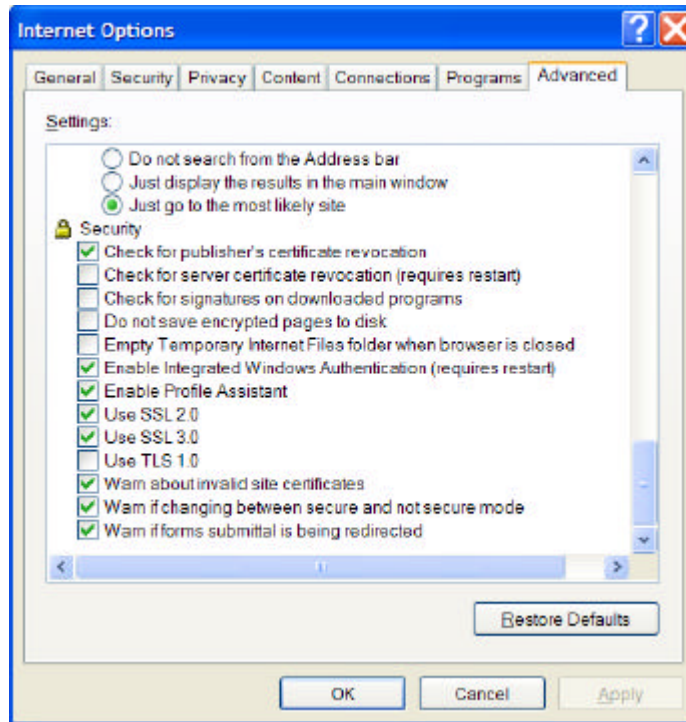 Internet Options
General Security Privacy Content Connections Programs Advanced
Settings:
Do not search from the Address bar
Just display the results in the main window
Just go to the most likely site
Security
Check for publisher's certificate revocation
Check for server certificate revocation (requires restart)
Check for signatures on downloaded programs
Do not save encrypted pages to disk
Empty Temporary Internet Files folder when browser is closed
Enable Integrated Windows Authentication (requires restart)
Enable Profile Assistant
Use SSL 2.0
Use SSL 3.0
Use TLS 1.0
Warn about invalid site certificates
Warn if changing between secure and not secure mode
Warn if forms submittal is being redirected
Restore Defaults
OK Cancel Apply